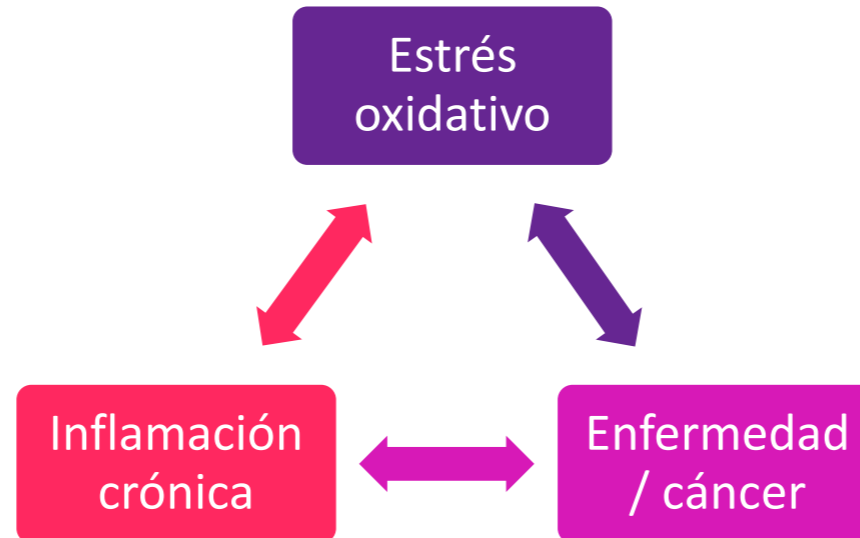 Estrés
oxidativo
Inflamación
crónica
Enfermedad
/ cáncer